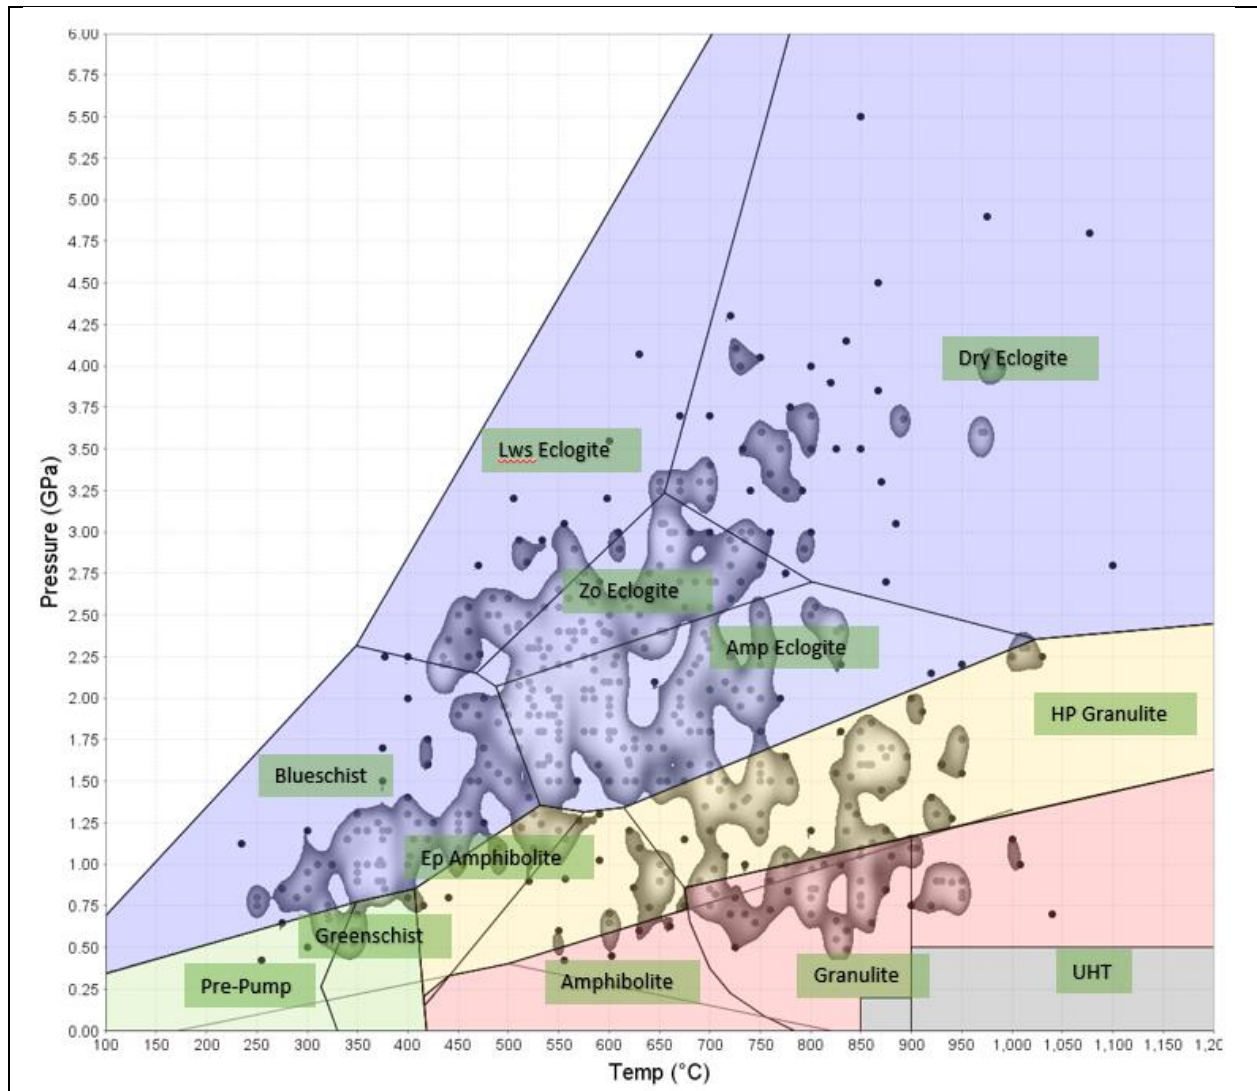 6.00
5.75
5.50
5.25
5.00
4.75
4.50
4.25
4.00
3.75
3.50
3.25
3.00
2.75
2.50
2.25
2.00
1.75
1.50
1.25
1.00
0.75
0.50
0.25
0.00
Pressure (GPa)
Dry Eclogite
Lws Eclogite
Zo Eclogite
Amp Eclogite
HP Granulite
Blueschist
Ep Amphibolite
Greenschist
Pre-Pump
Amphibolite
Granulite
UHT
100 150 200 250 300 350 400 450 500 550 600 650 700 750 800 850 900 950 1,000 1,050 1,100 1,150 1,20
Temp (°C)